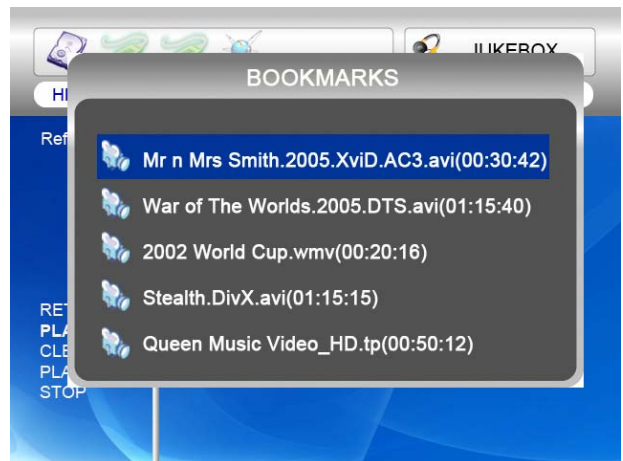 JUKEBOX
BOOKMARKS
Mr n Mrs Smith.2005.XviD.AC3.avi(00:30:42)
War of The Worlds.2005.DTS.avi(01:15:40)
2002 World Cup.wmv(00:20:16)
Stealth.DivX.avi(01:15:15)
Queen Music Video_HD.tp(00:50:12)
STOP